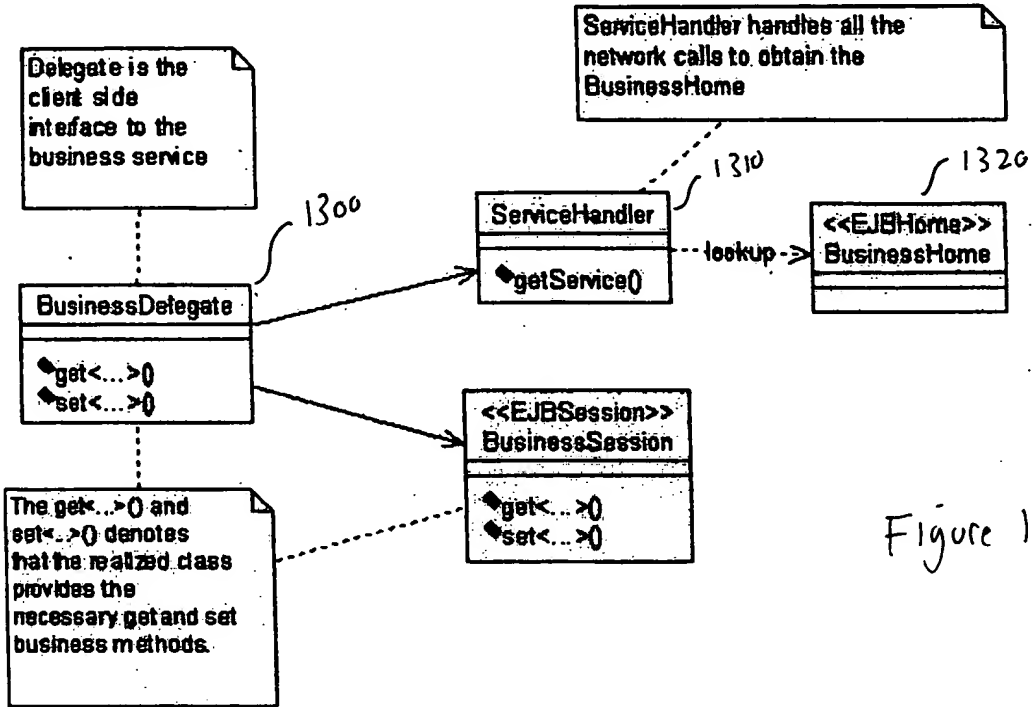 Delegate is the
client side
interface to the
business service
ServiceHandler handles all the
network calls to obtain the
BusinessHome
1300
1310
1320
BusinessDelegate
get<...>()
set<...>()
ServiceHandler
getService()
lookup
<<EJBHome>>
BusinessHome
<<EJBSession>>
BusinessSession
get<...>()
set<...>()
The get<...>() and
set<..>() denotes
that the realized class
provides the
necessary get and set
business methods.
Figure 1